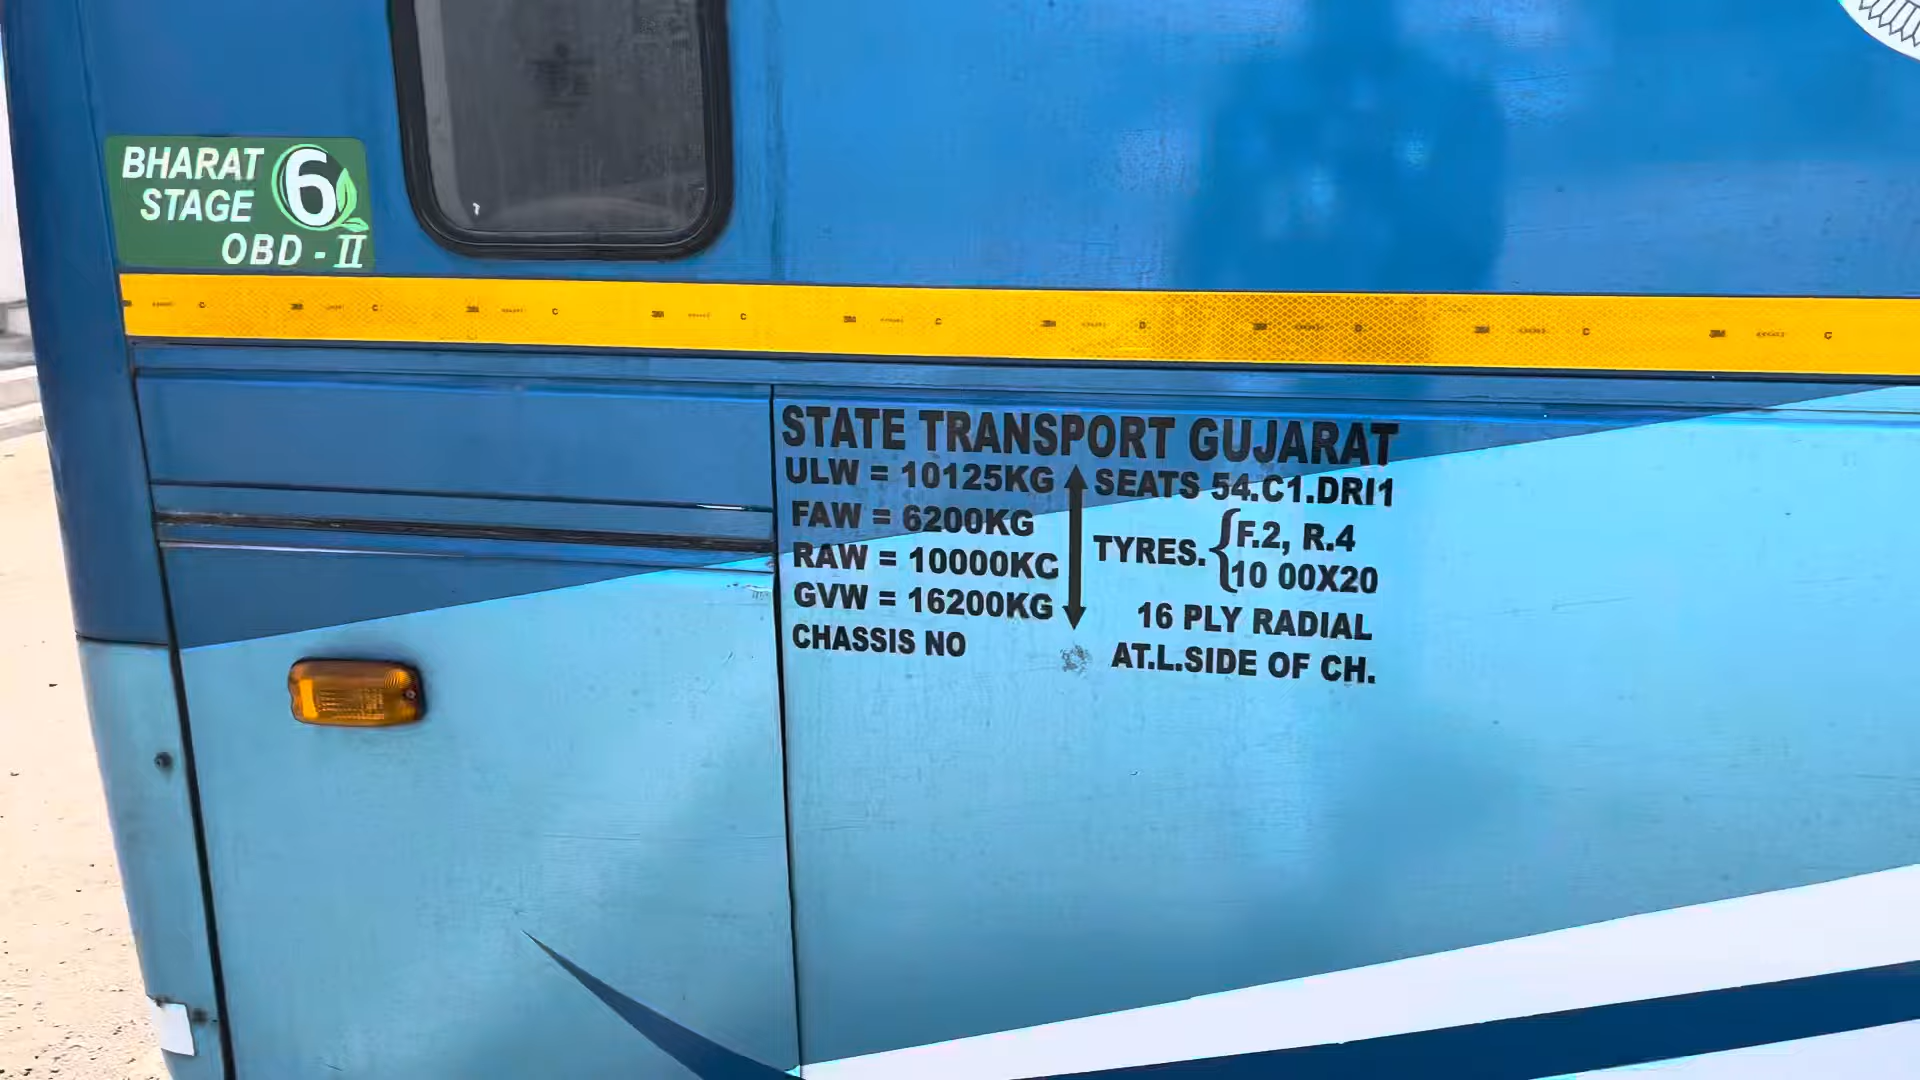 BHARAT
STAGE 6
OBD - II
STATE TRANSPORT GUJARAT
ULW = 10125KG
FAW = 6200KG
RAW = 10000KG
GVW = 16200KG
CHASSIS NO
SEATS 54.C1.DRI1
TYRES. { F.2, R.4
10 00X20
16 PLY RADIAL
AT.L.SIDE OF CH.